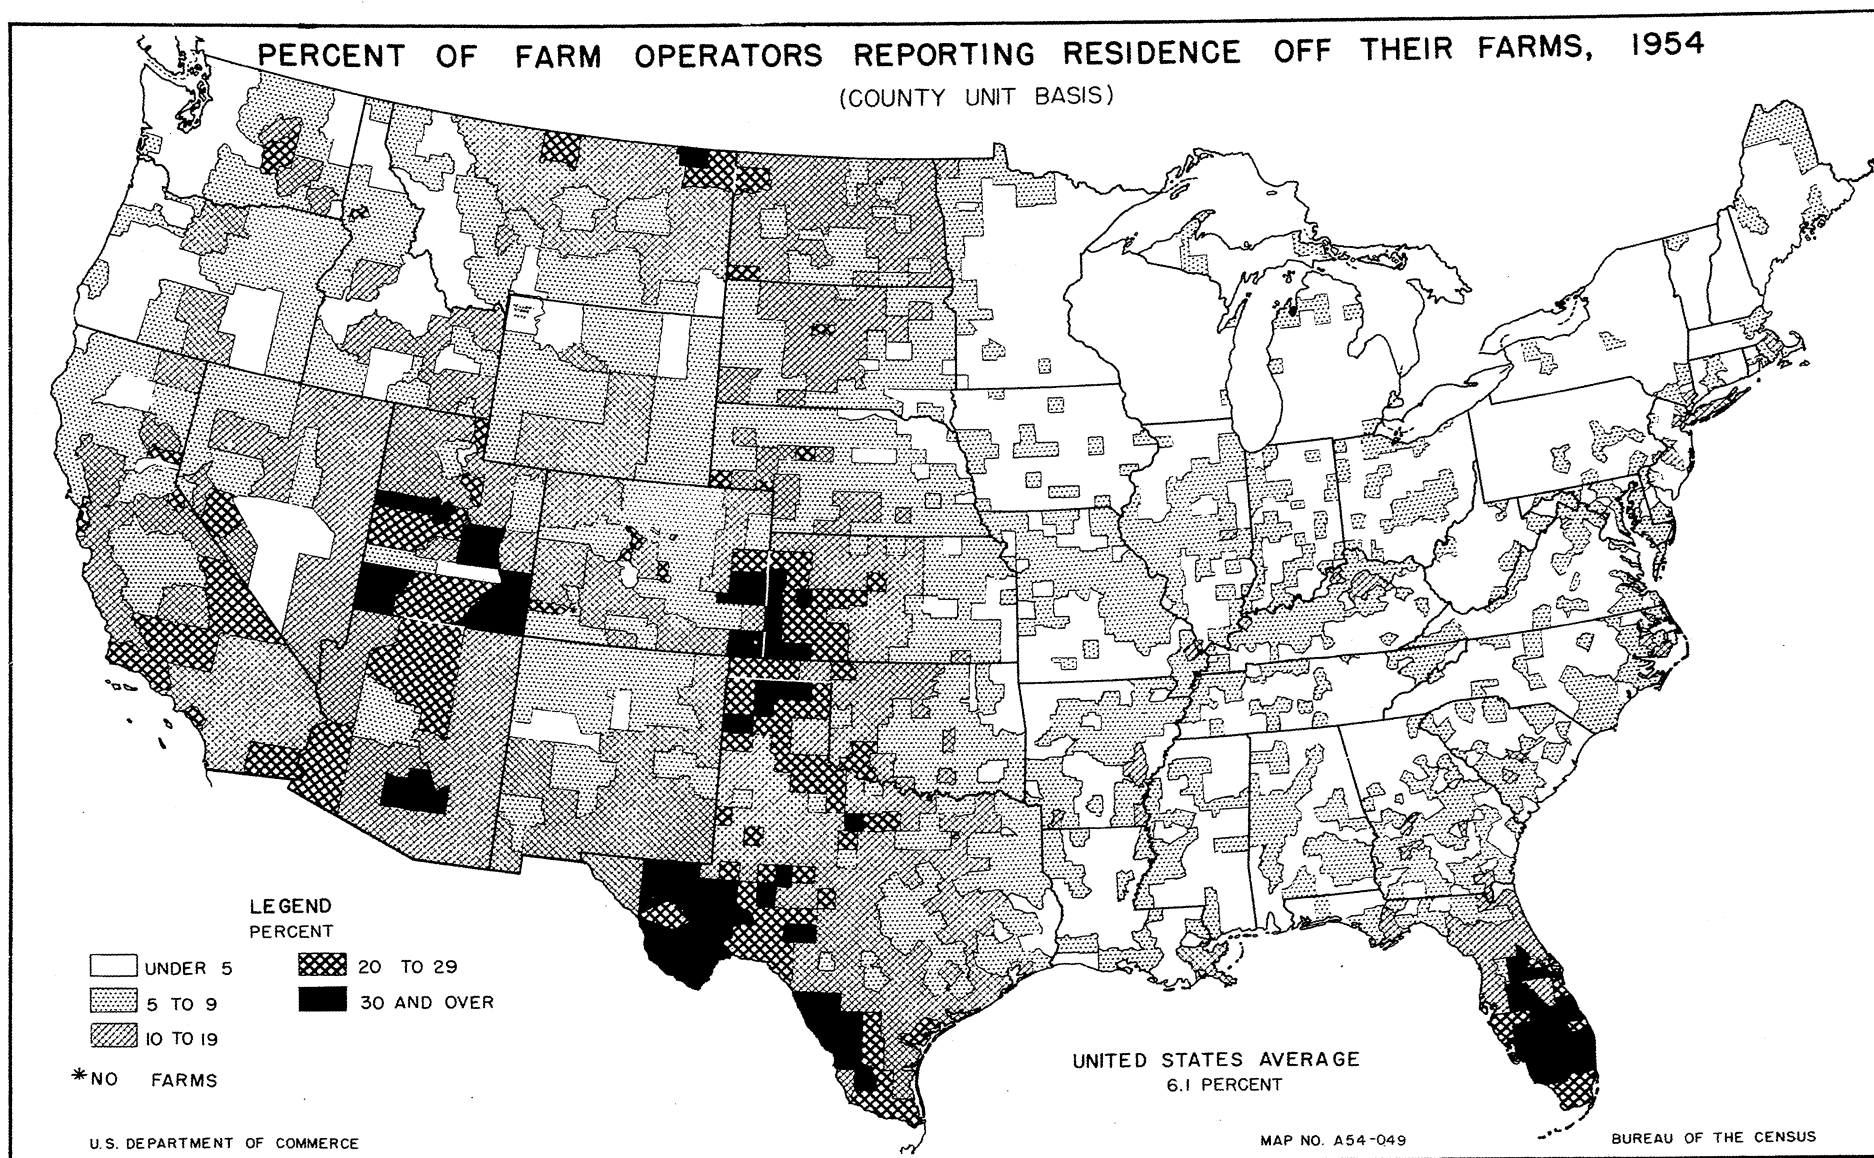 PERCENT OF FARM OPERATORS REPORTING RESIDENCE OFF THEIR FARMS, 1954
(COUNTY UNIT BASIS)
LEGEND
PERCENT
UNDER 5
5 TO 9
10 TO 19
20 TO 29
30 AND OVER
*NO FARMS
UNITED STATES AVERAGE
6.1 PERCENT
U.S. DEPARTMENT OF COMMERCE
MAP NO. A54-049
BUREAU OF THE CENSUS